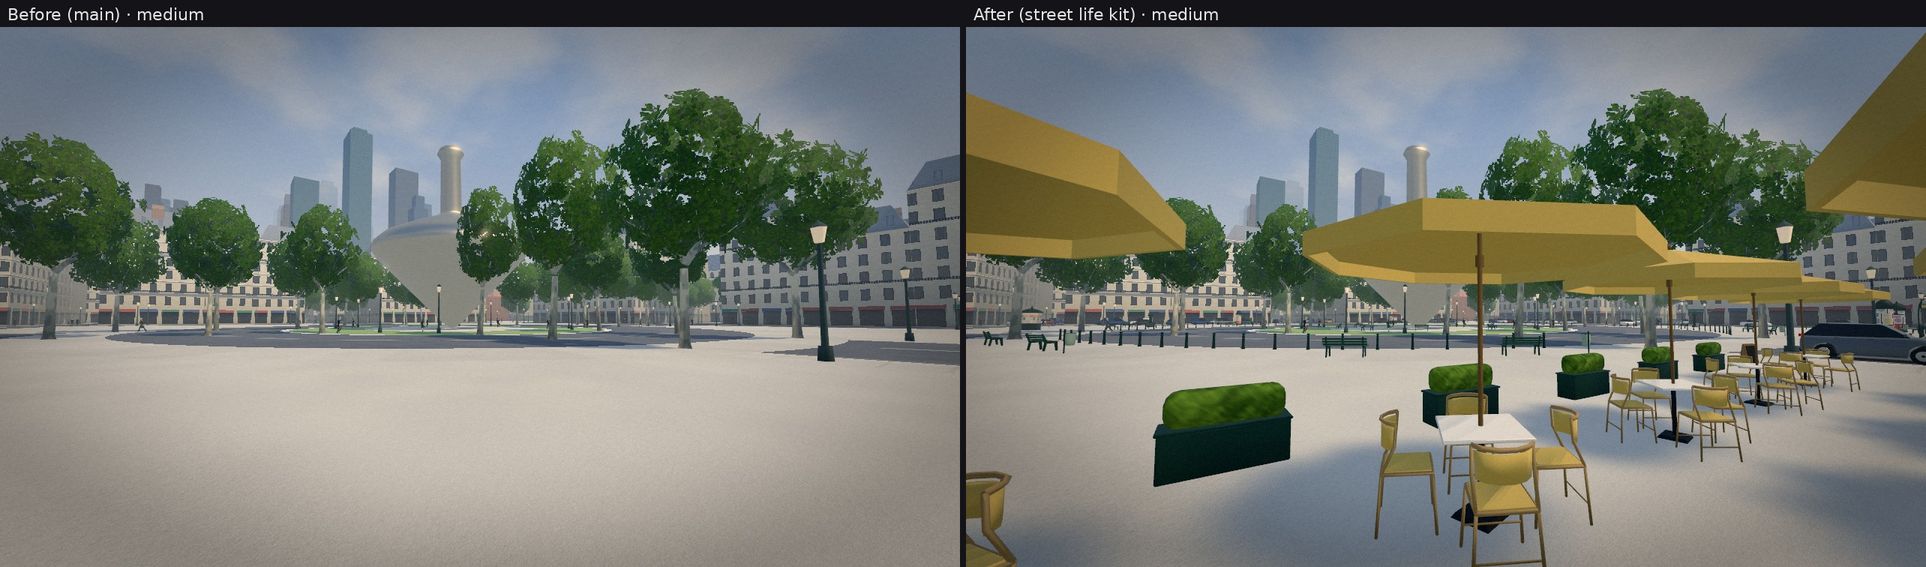 Before (main) · medium
After (street life kit) · medium